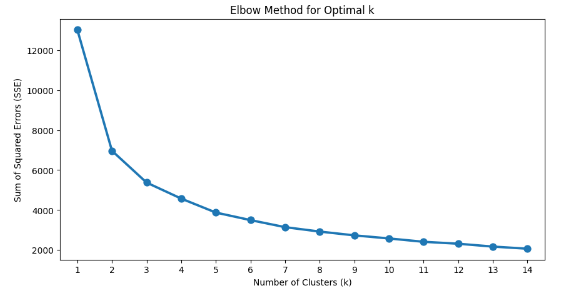 Elbow Method for Optimal k
Sum of Squared Errors (SSE)
12000
10000
8000
6000
4000
2000
1 2 3 4 5 6 7 8 9 10 11 12 13 14
Number of Clusters (k)